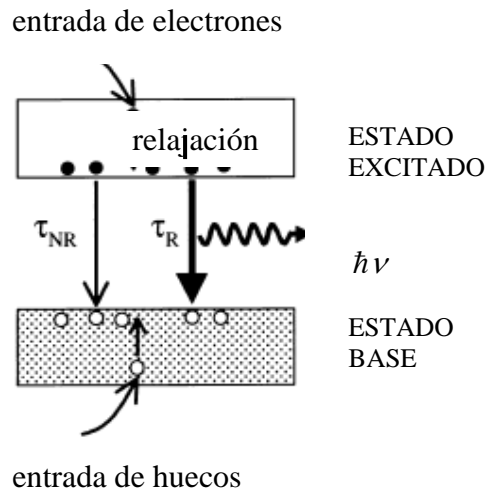 entrada de electrones
relajación
ESTADO
EXCITADO
τNR
τR
ℏν
ESTADO
BASE
entrada de huecos